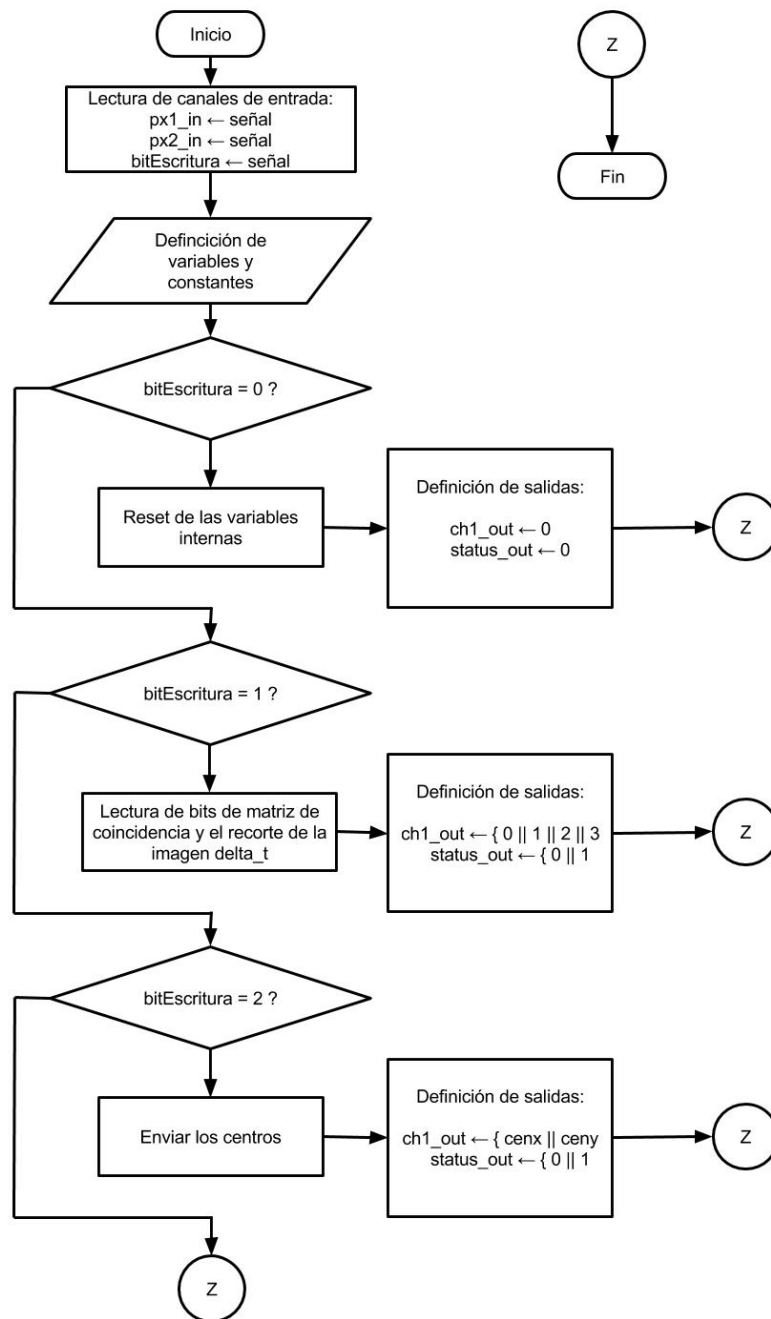 Inicio
Z
Lectura de canales de entrada:
px1_in ← señal
px2_in ← señal
bitEscritura ← señal
Fin
Defincición de
variables y
constantes
bitEscritura = 0 ?
Reset de las variables
internas
Definición de salidas:
ch1_out ← 0
status_out ← 0
Z
bitEscritura = 1 ?
Lectura de bits de matriz de
coincidencia y el recorte de la
imagen delta_t
Definición de salidas:
ch1_out ← { 0 || 1 || 2 || 3
status_out ← { 0 || 1
Z
bitEscritura = 2 ?
Enviar los centros
Definición de salidas:
ch1_out ← { cenx || ceny
status_out ← { 0 || 1
Z
Z